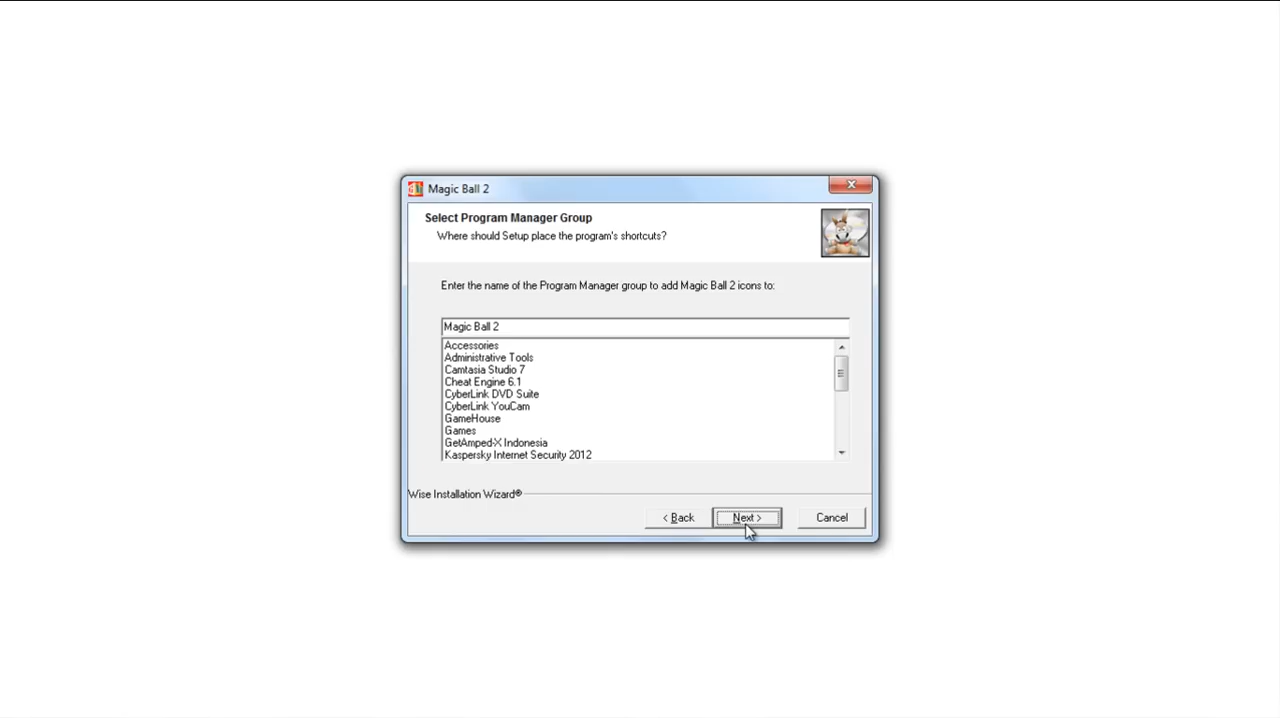 Magic Ball 2
Select Program Manager Group
Where should Setup place the program's shortcuts?
Enter the name of the Program Manager group to add Magic Ball 2 icons to:
Magic Ball 2
Accessories
Administrative Tools
Camtasia Studio 7
Cheat Engine 6.1
CyberLink DVD Suite
CyberLink YouCam
GameHouse
Games
GetAmped-X Indonesia
Kaspersky Internet Security 2012
Wise Installation Wizard®
< Back Next > Cancel